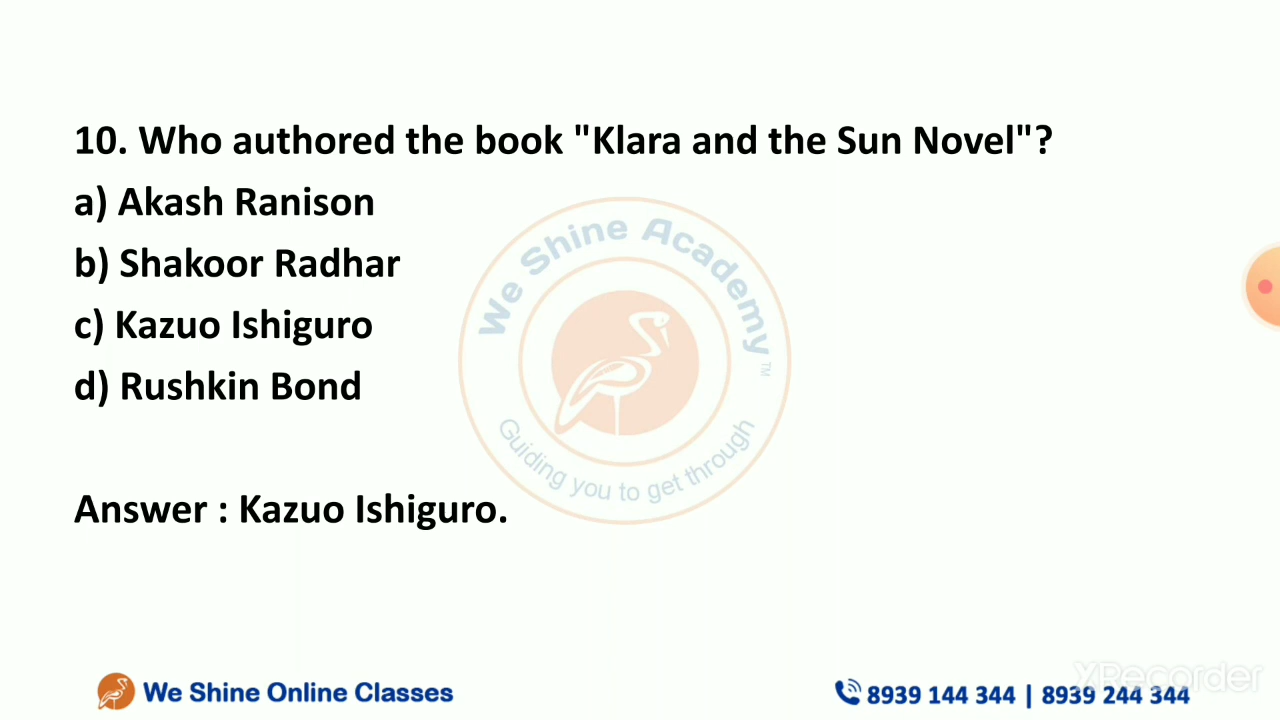 10. Who authored the book "Klara and the Sun Novel"?
a) Akash Ranison
b) Shakoor Radhar
c) Kazuo Ishiguro
d) Rushkin Bond
We Shine Academy TM
Guiding you to get through
Answer : Kazuo Ishiguro.
We Shine Online Classes
8939 144 344 | 8939 244 344
XRecorder